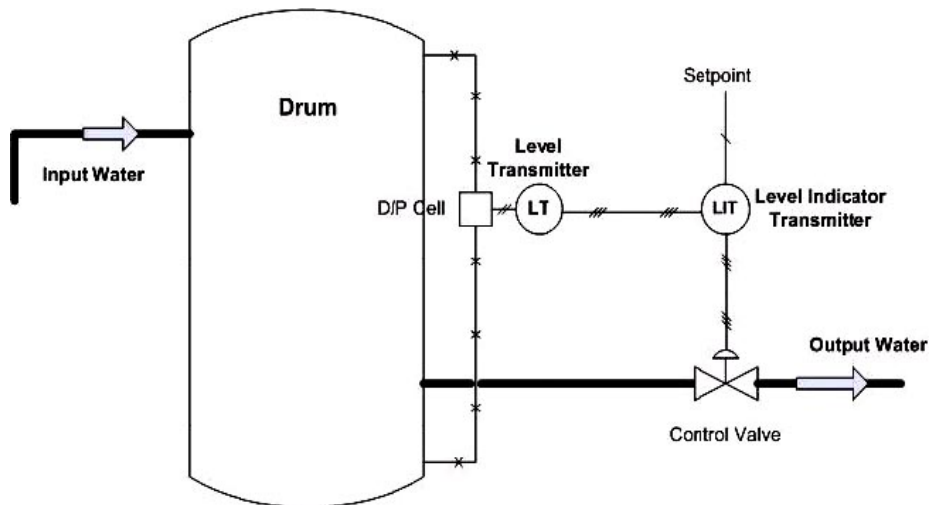 Setpoint
Drum
Level
Transmitter
Input Water
D/P Cell
LT
LIT
Level Indicator
Transmitter
Output Water
Control Valve